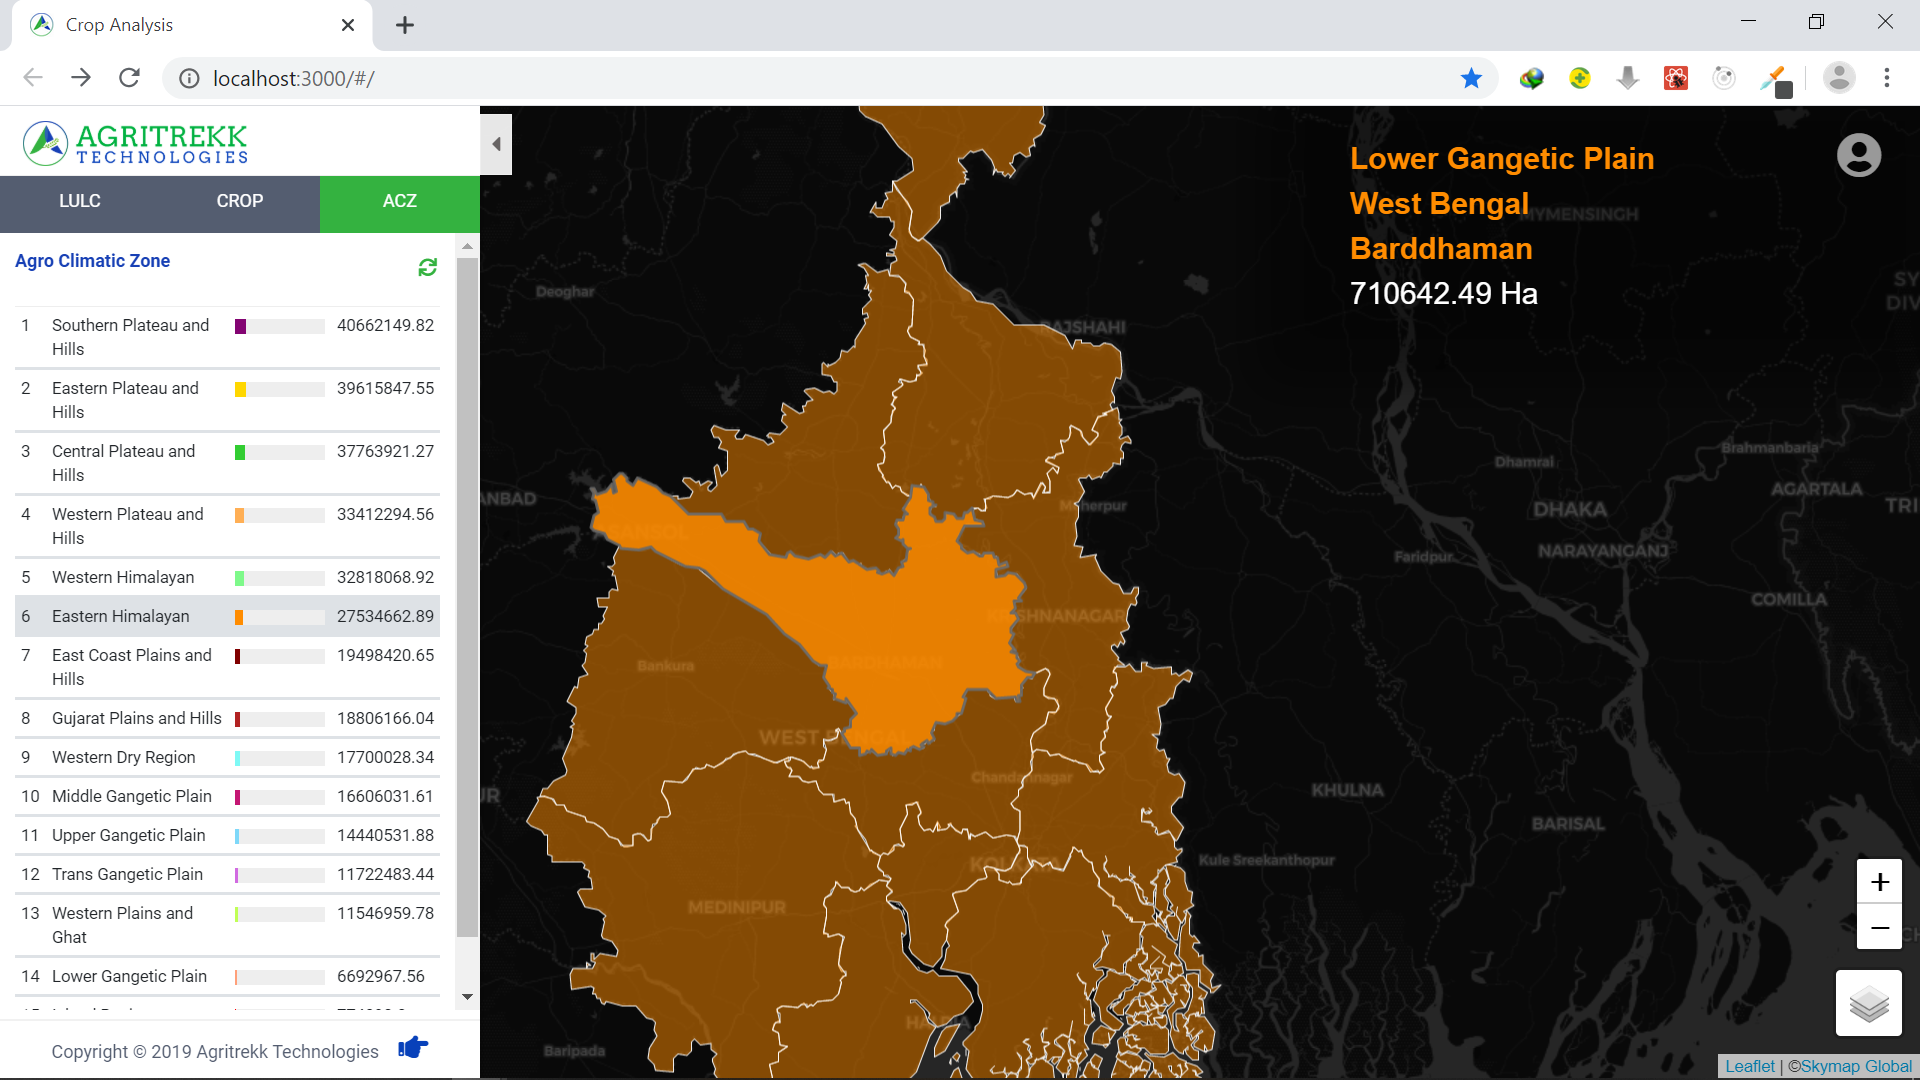 Crop Analysis
localhost:3000/#/
AGRITREKK
TECHNOLOGIES
LULC
CROP
ACZ
Agro Climatic Zone
1 Southern Plateau and Hills 40662149.82
2 Eastern Plateau and Hills 39615847.55
3 Central Plateau and Hills 37763921.27
4 Western Plateau and Hills 33412294.56
5 Western Himalayan 32818068.92
6 Eastern Himalayan 27534662.89
7 East Coast Plains and Hills 19498420.65
8 Gujarat Plains and Hills 18806166.04
9 Western Dry Region 17700028.34
10 Middle Gangetic Plain 16606031.61
11 Upper Gangetic Plain 14440531.88
12 Trans Gangetic Plain 11722483.44
13 Western Plains and Ghat 11546959.78
14 Lower Gangetic Plain 6692967.56
Copyright © 2019 Agritrekk Technologies
Lower Gangetic Plain
West Bengal
Barddhaman
710642.49 Ha
MYMENSINGH
Deoghar
RAJSHAHI
Brahmanbaria
Dhamrai
AGARTALA
ANBAD
TRI
DHAKA
NARAYANGANJ
Faridpur
COMILLA
KRISHNANAGAR
Bankura
BARDHAMAN
WEST BENGAL
Chandannagar
KHULNA
BARISAL
Kule Sreekanthopur
KOLKATA
MEDINIPUR
HALDIA
Baripada
+
−
Leaflet | ©Skymap Global